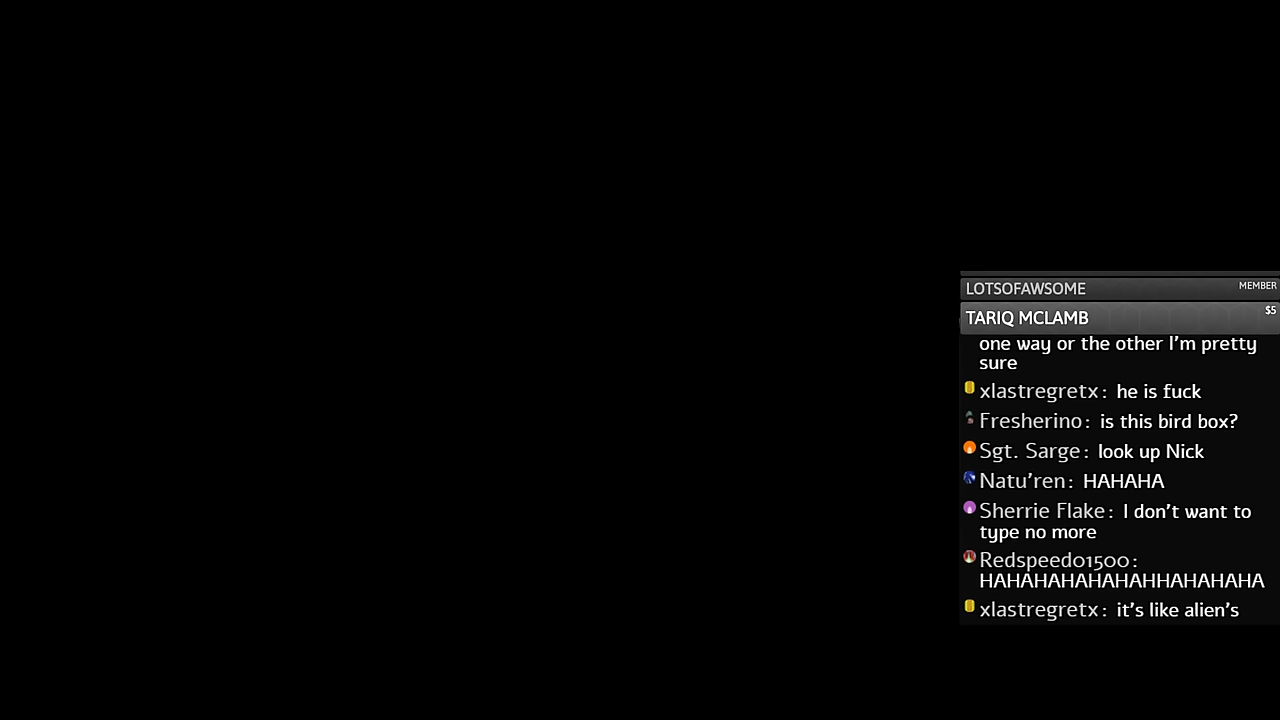 LOTSOFAWSOME MEMBER
TARIQ MCLAMB $5
one way or the other I'm pretty
sure
xlastregretx: he is fuck
Fresherino: is this bird box?
Sgt. Sarge: look up Nick
Natu'ren: HAHAHA
Sherrie Flake: I don't want to
type no more
Redspeed01500:
HAHAHAHAHAHAHHAHAHAHA
xlastregretx: it's like alien's